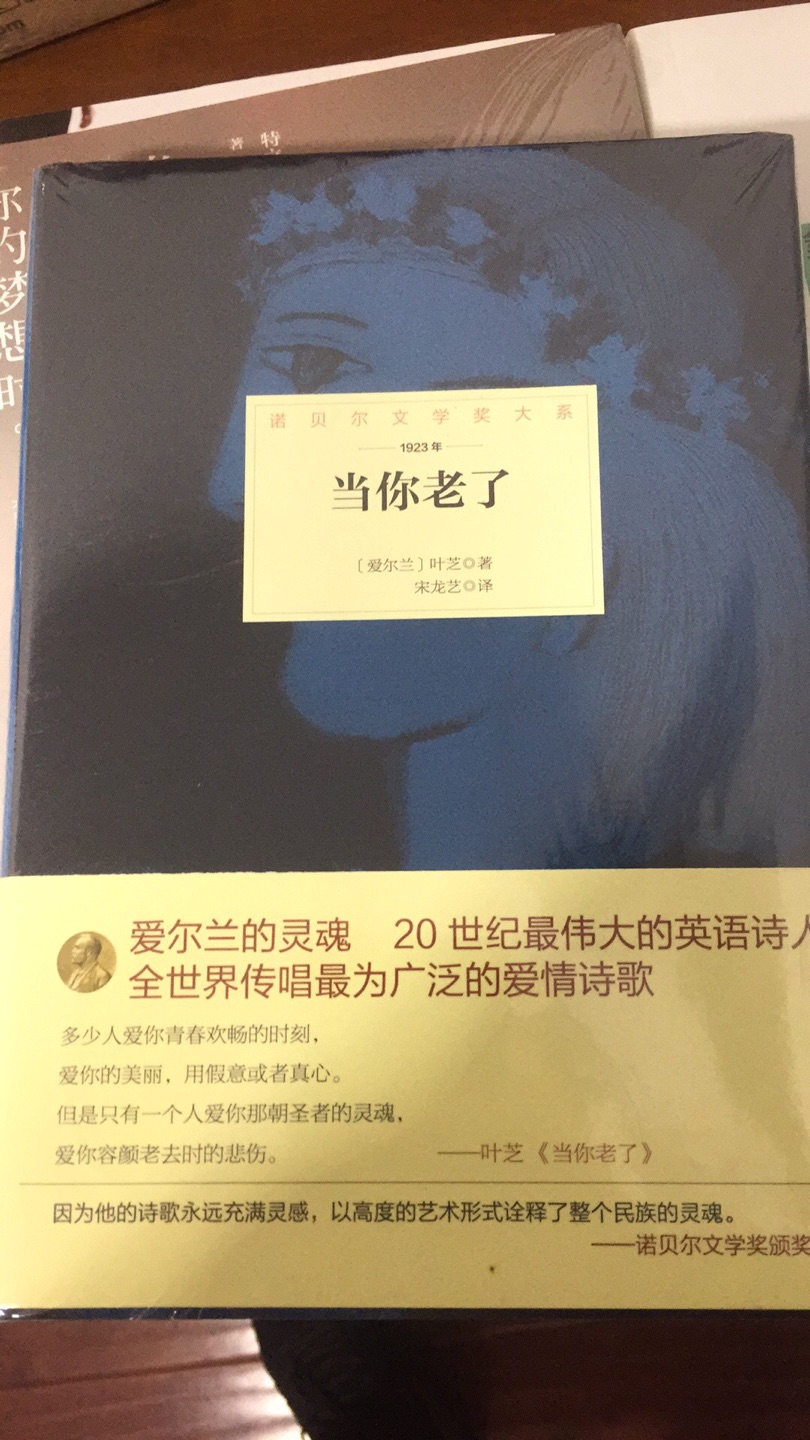 com
特
著
你的梦想时
诺贝尔文学奖大系
1923年
当你老了
〔爱尔兰〕叶芝◎著
宋龙艺◎译
爱尔兰的灵魂 20世纪最伟大的英语诗人
全世界传唱最为广泛的爱情诗歌
多少人爱你青春欢畅的时刻，
爱你的美丽，用假意或者真心。
但是只有一个人爱你那朝圣者的灵魂，
爱你容颜老去时的悲伤。 ——叶芝《当你老了》
因为他的诗歌永远充满灵感，以高度的艺术形式诠释了整个民族的灵魂。
——诺贝尔文学奖颁奖